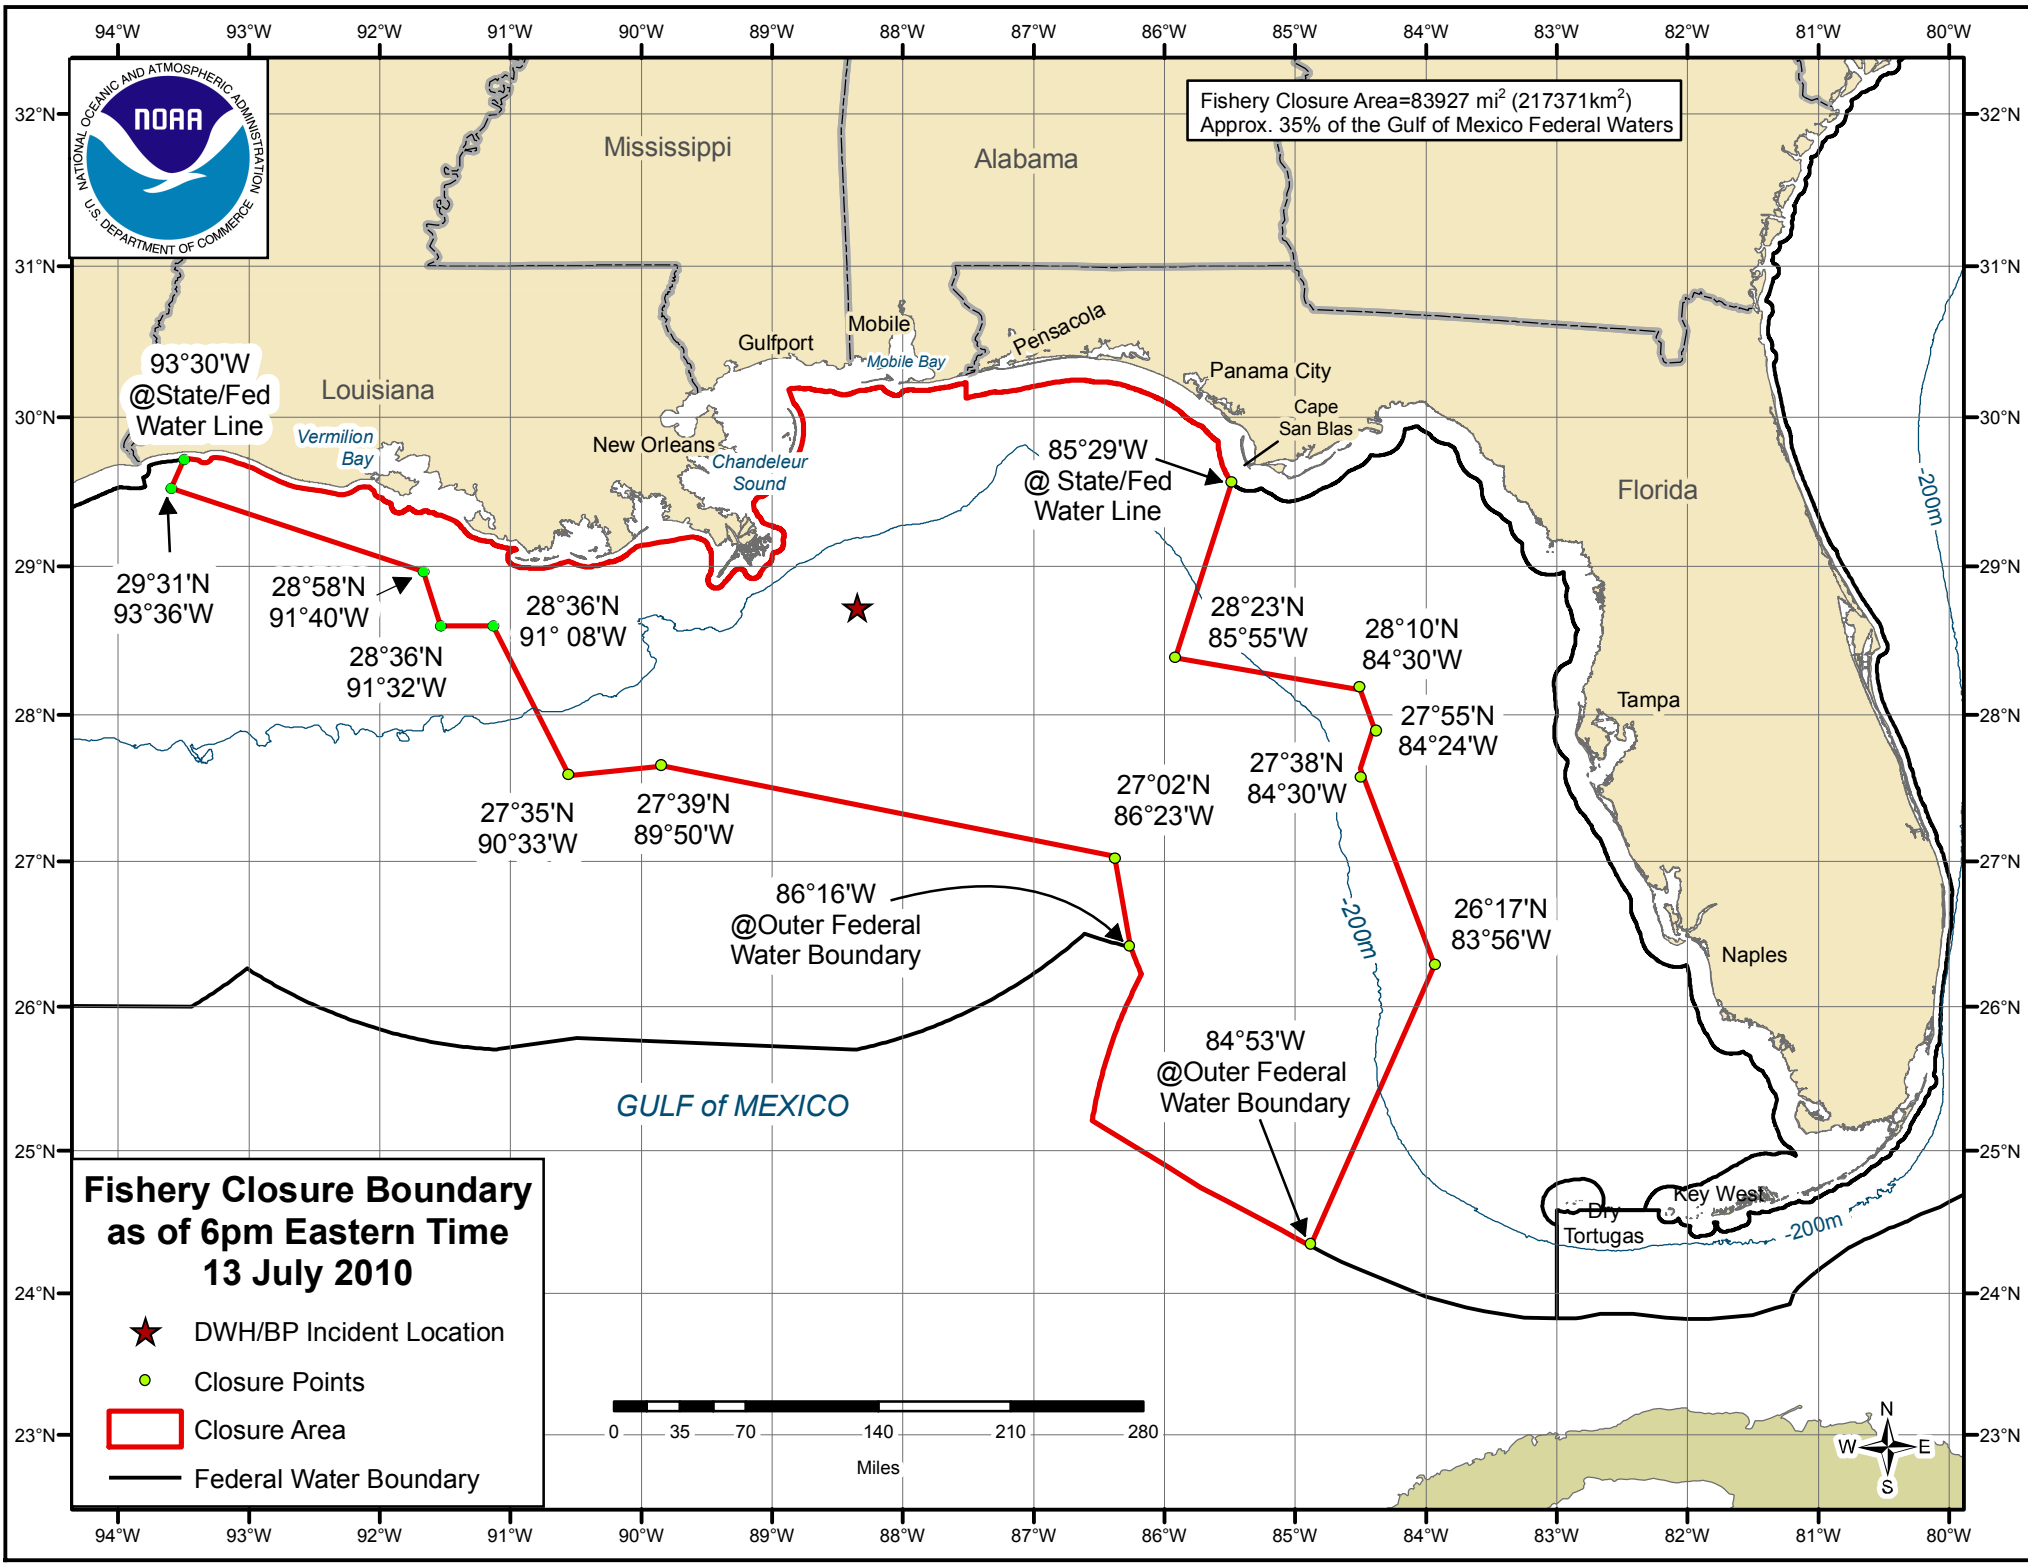 94°W 93°W 92°W 91°W 90°W 89°W 88°W 87°W 86°W 85°W 84°W 83°W 82°W 81°W 80°W
NATIONAL OCEANIC AND ATMOSPHERIC ADMINISTRATION
NOAA
U.S. DEPARTMENT OF COMMERCE
Fishery Closure Area=83927 mi² (217371km²)
Approx. 35% of the Gulf of Mexico Federal Waters
32°N
32°N
Mississippi
Alabama
31°N
31°N
Mobile
Pensacola
Gulfport
Mobile Bay
93°30'W
@State/Fed
Water Line
Louisiana
Panama City
Cape
San Blas
30°N
30°N
Vermilion
Bay
New Orleans
Chandeleur
Sound
85°29'W
@ State/Fed
Water Line
Florida
-200m
29°N
29°N
29°31'N
93°36'W
28°58'N
91°40'W
28°36'N
91° 08'W
28°36'N
91°32'W
28°23'N
85°55'W
28°10'N
84°30'W
28°N
28°N
Tampa
27°55'N
84°24'W
27°38'N
84°30'W
27°02'N
86°23'W
27°35'N
90°33'W
27°39'N
89°50'W
27°N
27°N
86°16'W
@Outer Federal
Water Boundary
-200m
26°17'N
83°56'W
Naples
26°N
26°N
84°53'W
@Outer Federal
Water Boundary
GULF of MEXICO
25°N
25°N
Key West
Dry
Tortugas
-200m
24°N
24°N
Fishery Closure Boundary
as of 6pm Eastern Time
13 July 2010
DWH/BP Incident Location
Closure Points
Closure Area
Federal Water Boundary
0 35 70 140 210 280
Miles
23°N
23°N
N
W E
S
94°W 93°W 92°W 91°W 90°W 89°W 88°W 87°W 86°W 85°W 84°W 83°W 82°W 81°W 80°W